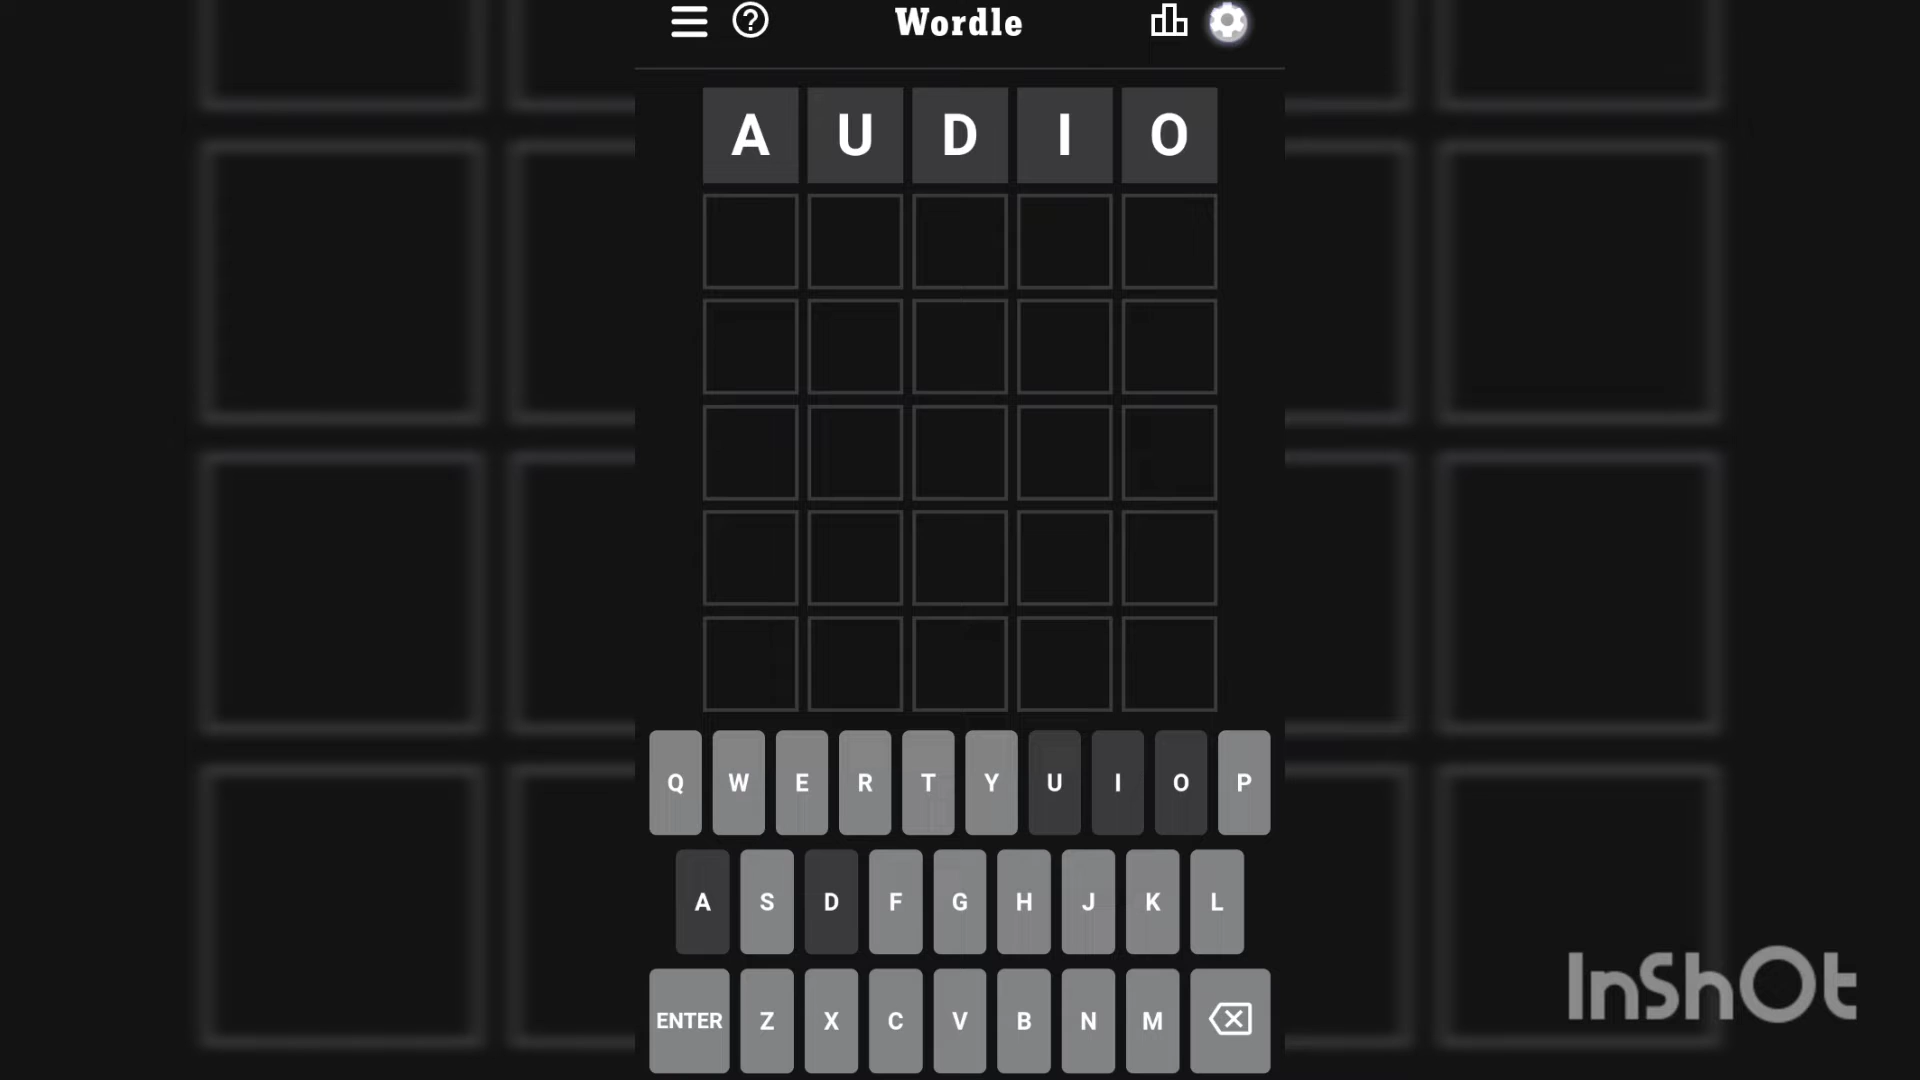 ? Wordle
A U D I O
Q W E R T Y U I O P
A S D F G H J K L
ENTER Z X C V B N M
InShOt